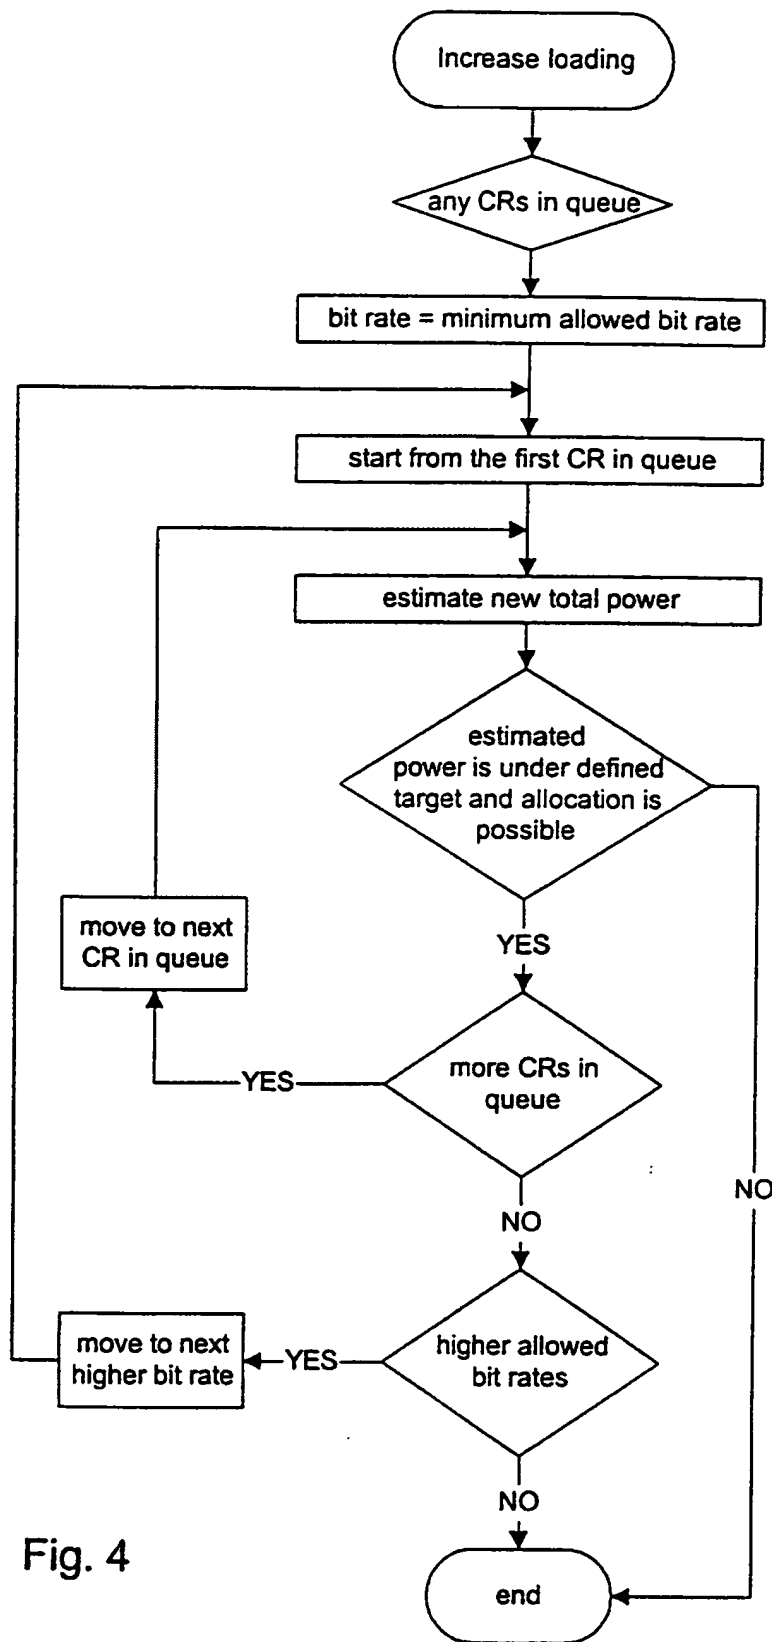 Increase loading
any CRs in queue
bit rate = minimum allowed bit rate
start from the first CR in queue
estimate new total power
estimated
power is under defined
target and allocation is
possible
move to next
CR in queue
YES
more CRs in
queue
YES
NO
NO
move to next
higher bit rate
YES
higher allowed
bit rates
NO
Fig. 4
end